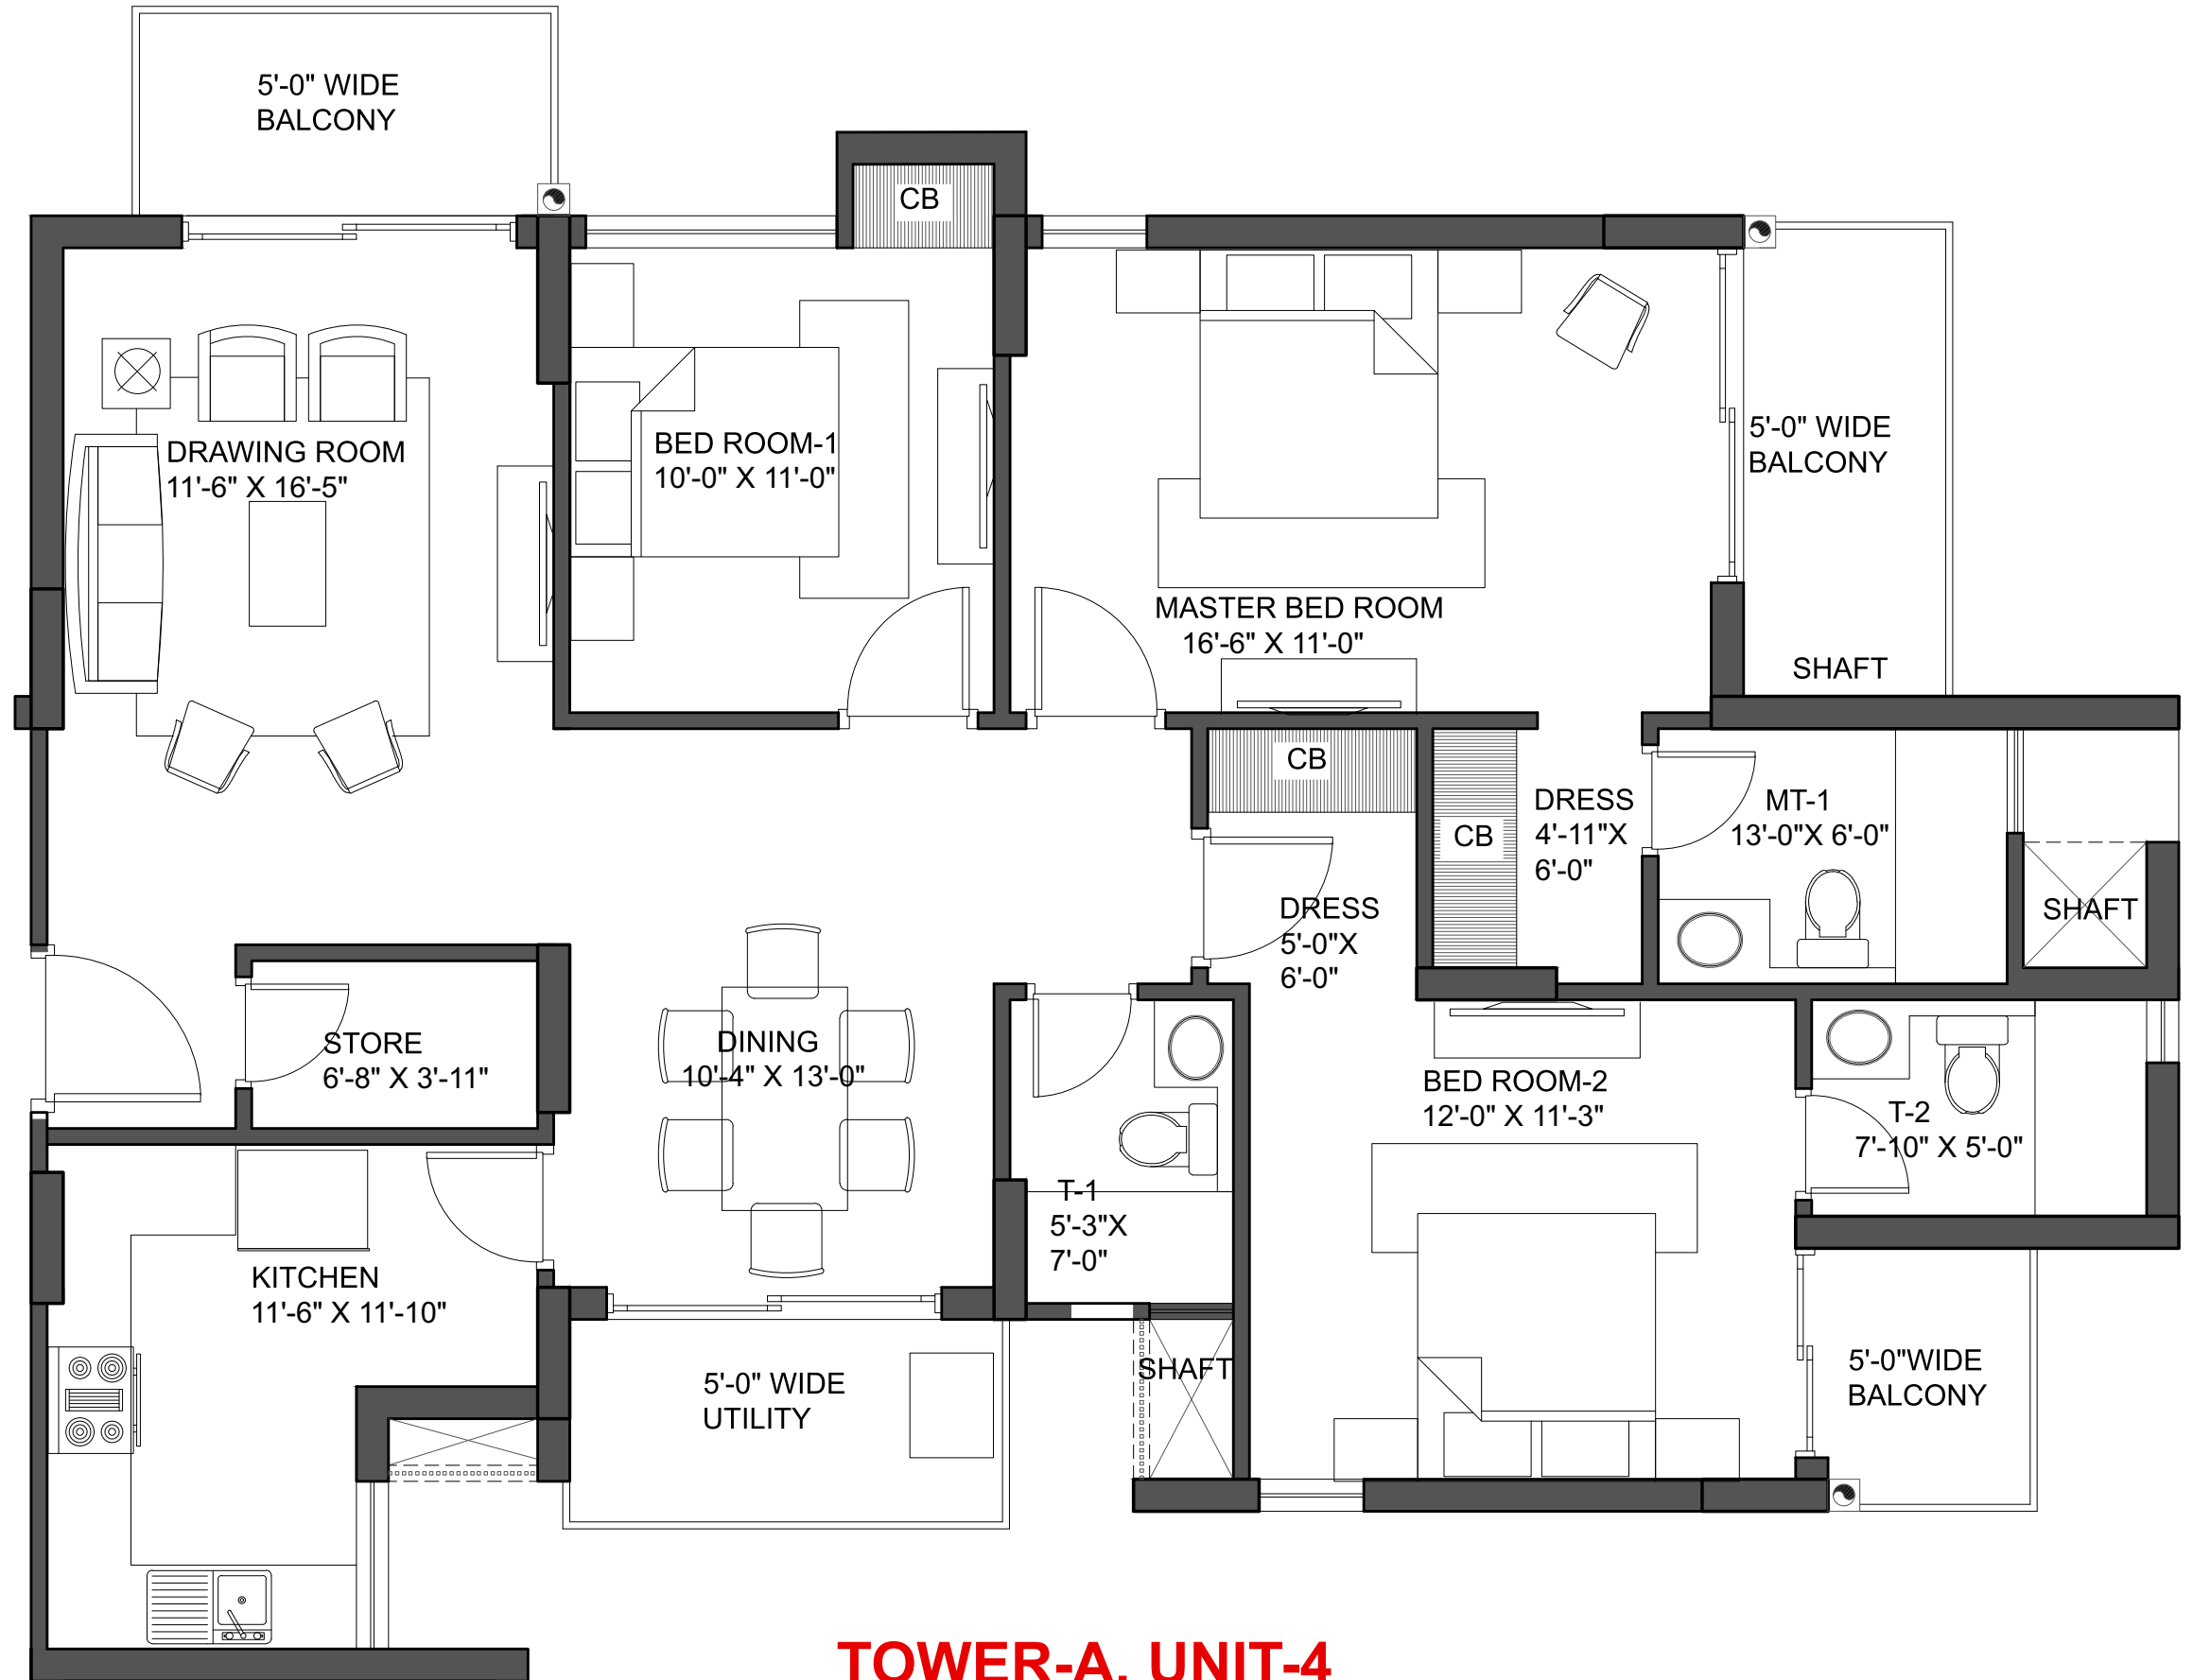 5'-0" WIDE
BALCONY
CB
DRAWING ROOM
11'-6" X 16'-5"
BED ROOM-1
10'-0" X 11'-0"
MASTER BED ROOM
16'-6" X 11'-0"
5'-0" WIDE
BALCONY
SHAFT
CB
CB
DRESS
4'-11"X
6'-0"
MT-1
13'-0"X 6'-0"
SHAFT
DRESS
5'-0"X
6'-0"
STORE
6'-8" X 3'-11"
DINING
10'-4" X 13'-0"
BED ROOM-2
12'-0" X 11'-3"
T-2
7'-10" X 5'-0"
T-1
5'-3"X
7'-0"
KITCHEN
11'-6" X 11'-10"
5'-0" WIDE
UTILITY
SHAFT
5'-0"WIDE
BALCONY
TOWER-A, UNIT-4